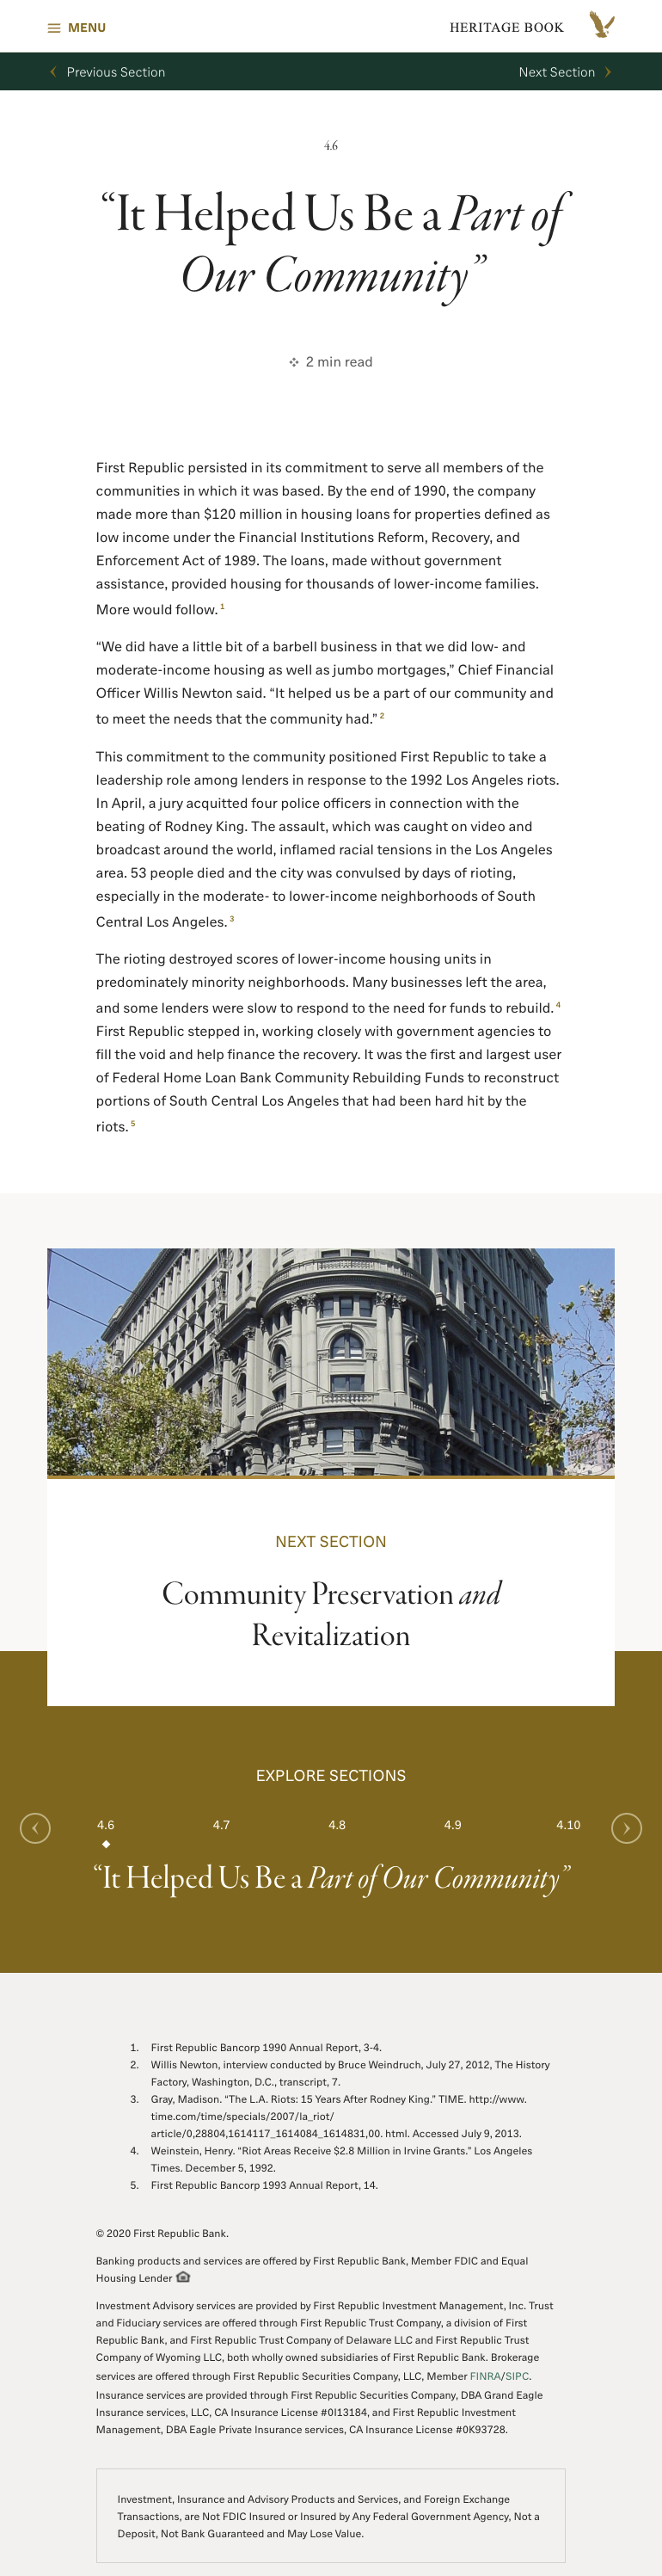 MENU
HERITAGE BOOK
Previous Section
Next Section
4.6
“It Helped Us Be a Part of
Our Community”
2 min read
First Republic persisted in its commitment to serve all members of the
communities in which it was based. By the end of 1990, the company
made more than $120 million in housing loans for properties defined as
low income under the Financial Institutions Reform, Recovery, and
Enforcement Act of 1989. The loans, made without government
assistance, provided housing for thousands of lower-income families.
More would follow. 1
“We did have a little bit of a barbell business in that we did low- and
moderate-income housing as well as jumbo mortgages,” Chief Financial
Officer Willis Newton said. “It helped us be a part of our community and
to meet the needs that the community had.” 2
This commitment to the community positioned First Republic to take a
leadership role among lenders in response to the 1992 Los Angeles riots.
In April, a jury acquitted four police officers in connection with the
beating of Rodney King. The assault, which was caught on video and
broadcast around the world, inflamed racial tensions in the Los Angeles
area. 53 people died and the city was convulsed by days of rioting,
especially in the moderate- to lower-income neighborhoods of South
Central Los Angeles. 3
The rioting destroyed scores of lower-income housing units in
predominately minority neighborhoods. Many businesses left the area,
and some lenders were slow to respond to the need for funds to rebuild. 4
First Republic stepped in, working closely with government agencies to
fill the void and help finance the recovery. It was the first and largest user
of Federal Home Loan Bank Community Rebuilding Funds to reconstruct
portions of South Central Los Angeles that had been hard hit by the
riots. 5
NEXT SECTION
Community Preservation and
Revitalization
EXPLORE SECTIONS
4.6 4.7 4.8 4.9 4.10
“It Helped Us Be a Part of Our Community”
1. First Republic Bancorp 1990 Annual Report, 3-4.
2. Willis Newton, interview conducted by Bruce Weindruch, July 27, 2012, The History
Factory, Washington, D.C., transcript, 7.
3. Gray, Madison. “The L.A. Riots: 15 Years After Rodney King.” TIME. http://www.
time.com/time/specials/2007/la_riot/
article/0,28804,1614117_1614084_1614831,00. html. Accessed July 9, 2013.
4. Weinstein, Henry. “Riot Areas Receive $2.8 Million in Irvine Grants.” Los Angeles
Times. December 5, 1992.
5. First Republic Bancorp 1993 Annual Report, 14.
© 2020 First Republic Bank.
Banking products and services are offered by First Republic Bank, Member FDIC and Equal
Housing Lender
Investment Advisory services are provided by First Republic Investment Management, Inc. Trust
and Fiduciary services are offered through First Republic Trust Company, a division of First
Republic Bank, and First Republic Trust Company of Delaware LLC and First Republic Trust
Company of Wyoming LLC, both wholly owned subsidiaries of First Republic Bank. Brokerage
services are offered through First Republic Securities Company, LLC, Member FINRA/SIPC.
Insurance services are provided through First Republic Securities Company, DBA Grand Eagle
Insurance services, LLC, CA Insurance License #0I13184, and First Republic Investment
Management, DBA Eagle Private Insurance services, CA Insurance License #0K93728.
Investment, Insurance and Advisory Products and Services, and Foreign Exchange
Transactions, are Not FDIC Insured or Insured by Any Federal Government Agency, Not a
Deposit, Not Bank Guaranteed and May Lose Value.